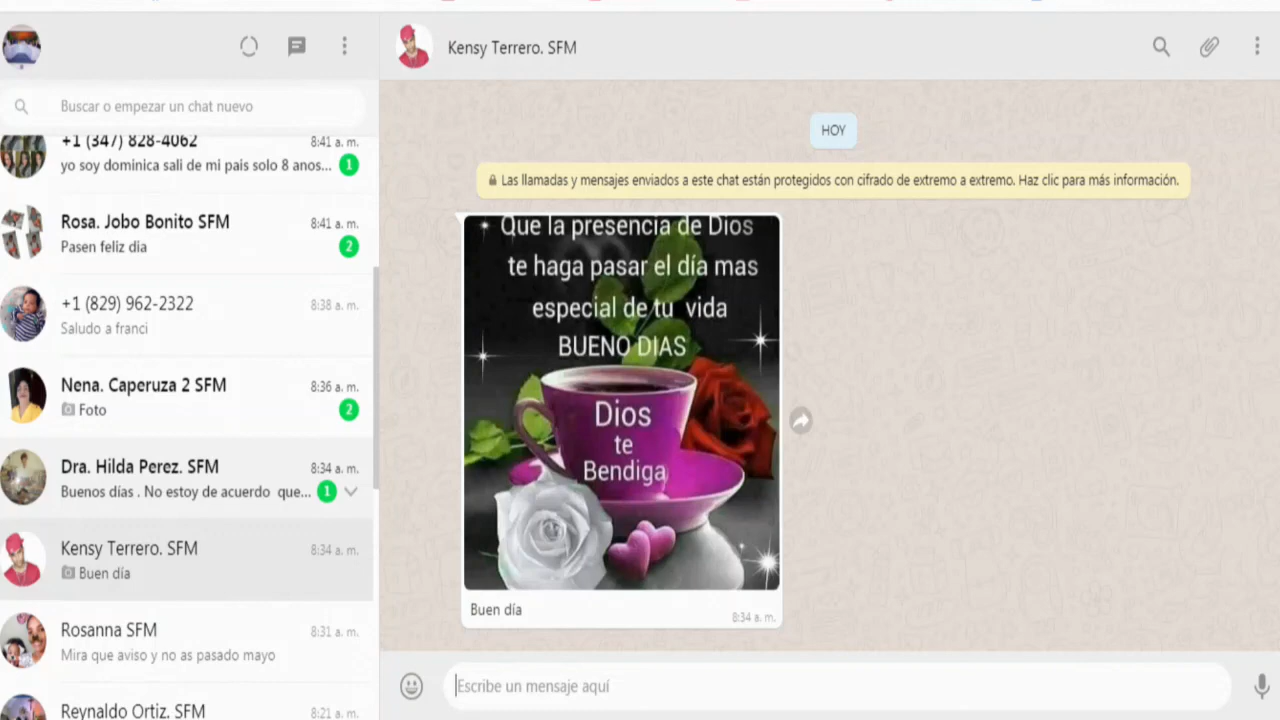 Kensy Terrero. SFM
Buscar o empezar un chat nuevo
+1 (347) 828-4062
8:41 a. m.
yo soy dominica sali de mi pais solo 8 anos...
1
Rosa. Jobo Bonito SFM
8:41 a. m.
Pasen feliz dia
2
+1 (829) 962-2322
8:38 a. m.
Saludo a franci
Nena. Caperuza 2 SFM
8:36 a. m.
Foto
2
Dra. Hilda Perez. SFM
8:34 a. m.
Buenos días . No estoy de acuerdo que...
1
Kensy Terrero. SFM
8:34 a. m.
Buen día
Rosanna SFM
8:31 a. m.
Mira que aviso y no as pasado mayo
Reynaldo Ortiz. SFM
8:21 a. m.
HOY
Las llamadas y mensajes enviados a este chat están protegidos con cifrado de extremo a extremo. Haz clic para más información.
Que la presencia de Dios
te haga pasar el día mas
especial de tu vida
BUENO DIAS
Dios
te
Bendiga
Buen día
8:34 a. m.
Escribe un mensaje aquí